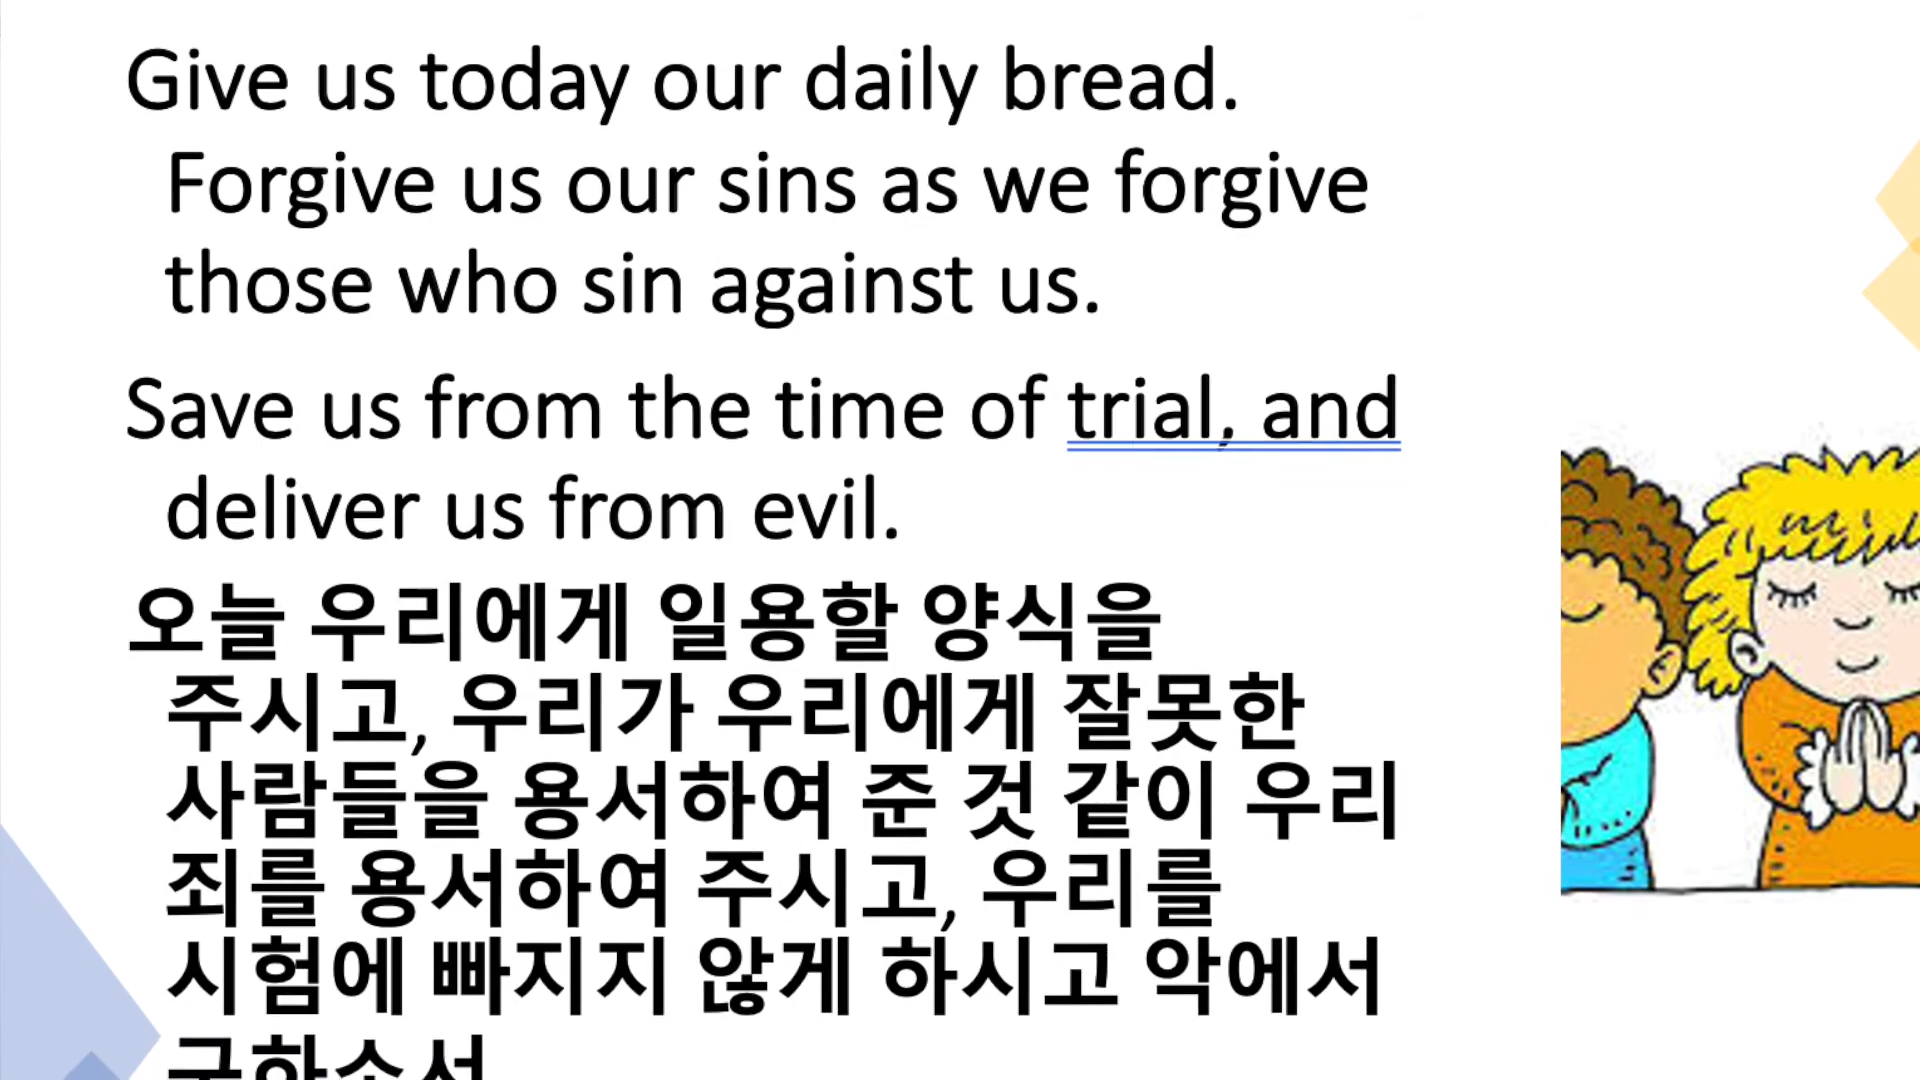 Give us today our daily bread.
Forgive us our sins as we forgive
those who sin against us.
Save us from the time of trial, and
deliver us from evil.
오늘 우리에게 일용할 양식을
주시고, 우리가 우리에게 잘못한
사람들을 용서하여 준 것 같이 우리
죄를 용서하여 주시고, 우리를
시험에 빠지지 않게 하시고 악에서
구하소서